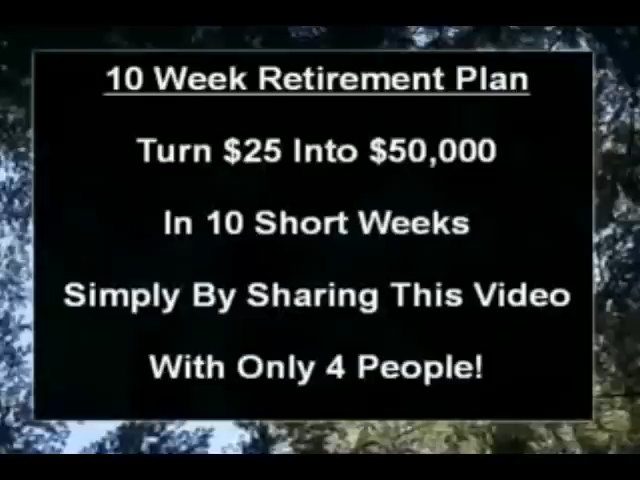 10 Week Retirement Plan
Turn $25 Into $50,000
In 10 Short Weeks
Simply By Sharing This Video
With Only 4 People!